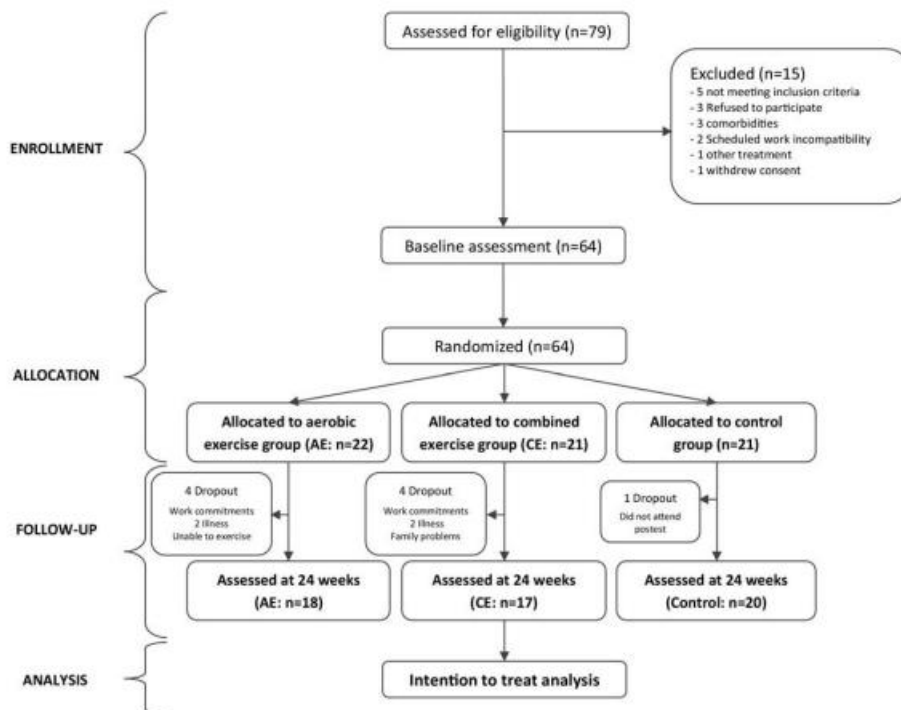 Assessed for eligibility (n=79)
Excluded (n=15)
- 5 not meeting inclusion criteria
- 3 Refused to participate
- 3 comorbidities
- 2 Scheduled work incompatibility
- 1 other treatment
- 1 withdrew consent
ENROLLMENT
Baseline assessment (n=64)
Randomized (n=64)
ALLOCATION
Allocated to aerobic
exercise group (AE: n=22)
Allocated to combined
exercise group (CE: n=21)
Allocated to control
group (n=21)
FOLLOW-UP
4 Dropout
Work commitments
2 Illness
Unable to exercise
4 Dropout
Work commitments
2 Illness
Family problems
1 Dropout
Did not attend
postest
Assessed at 24 weeks
(AE: n=18)
Assessed at 24 weeks
(CE: n=17)
Assessed at 24 weeks
(Control: n=20)
ANALYSIS
Intention to treat analysis